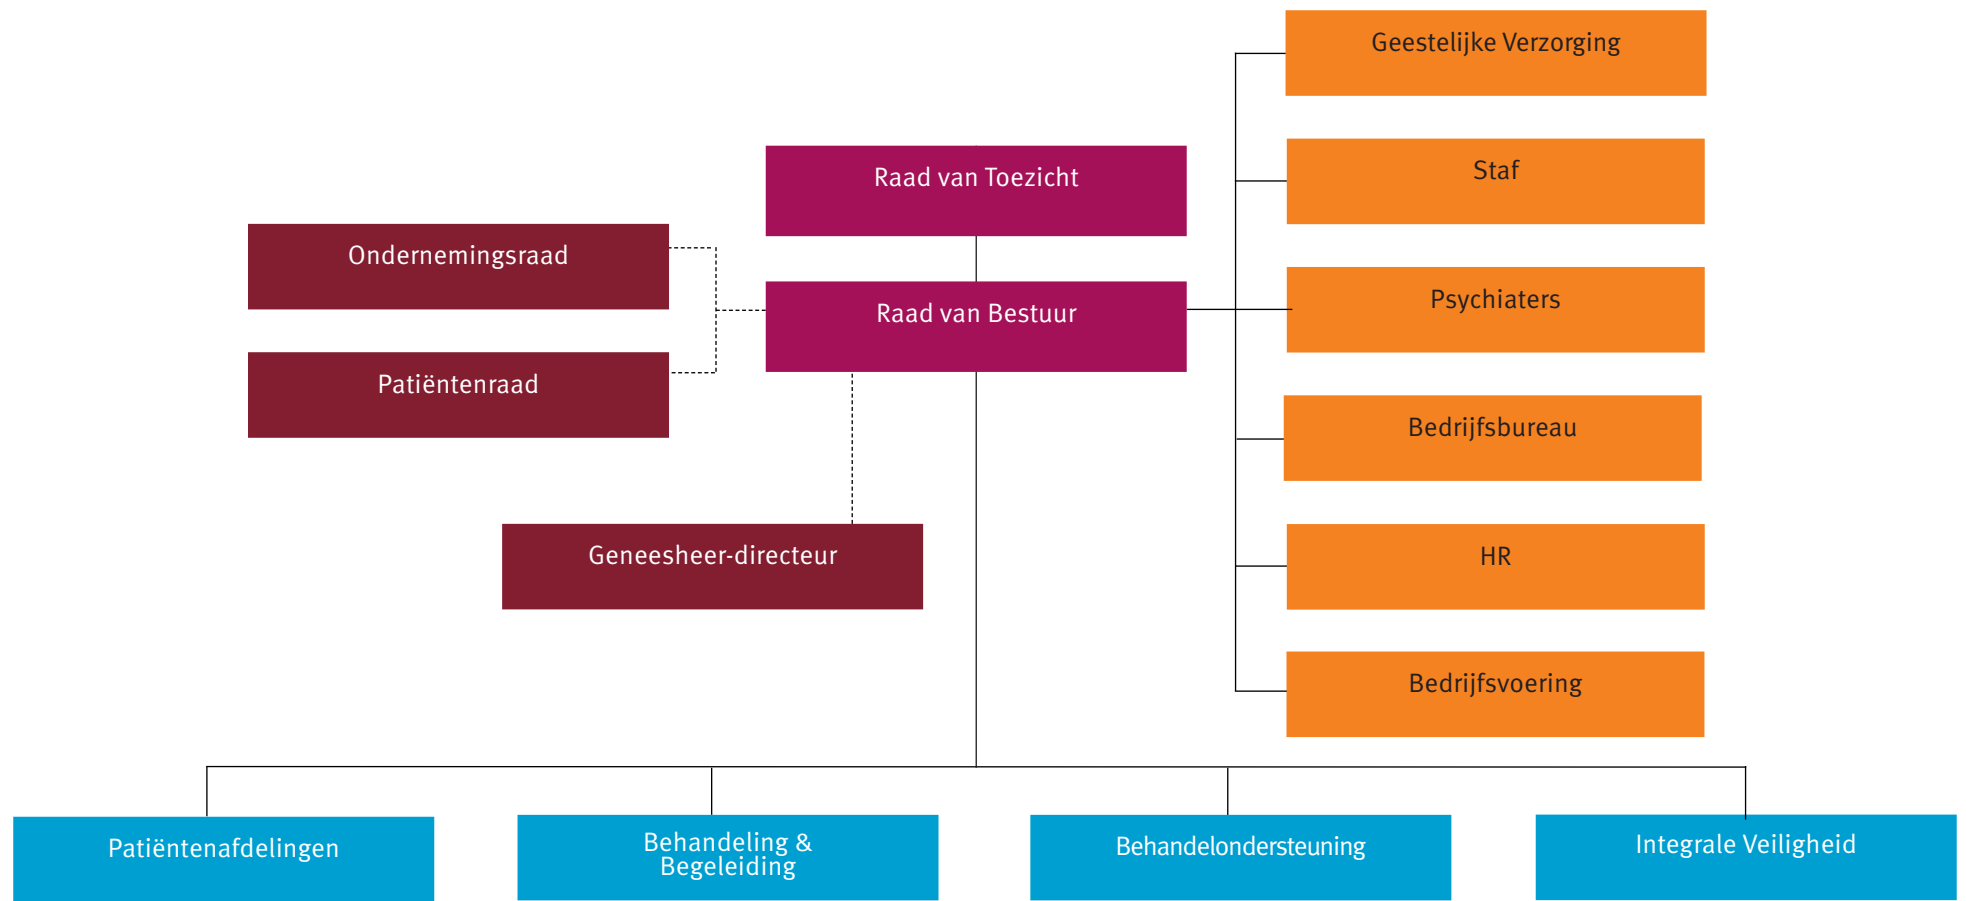 Geestelijke Verzorging
Staf
Raad van Toezicht
Ondernemingsraad
Raad van Bestuur
Psychiaters
Patiëntenraad
Bedrijfsbureau
Geneesheer-directeur
HR
Bedrijfsvoering
Patiëntenafdelingen
Behandeling &
Begeleiding
Behandelondersteuning
Integrale Veiligheid